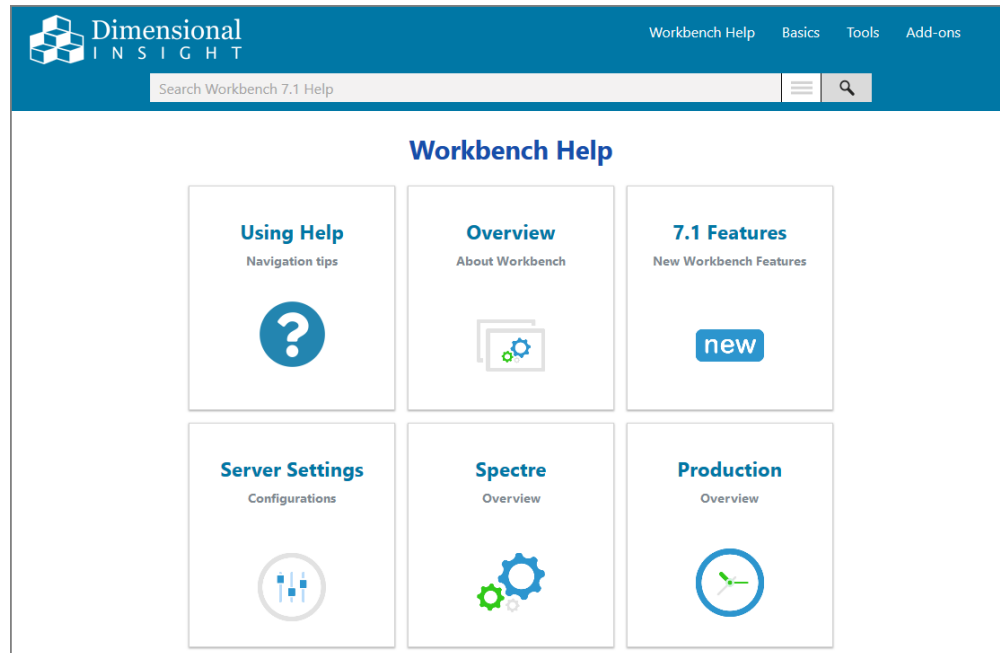 Dimensional
INSIGHT
Workbench Help Basics Tools Add-ons
Search Workbench 7.1 Help
Workbench Help
Using Help
Navigation tips
Overview
About Workbench
7.1 Features
New Workbench Features
new
Server Settings
Configurations
Spectre
Overview
Production
Overview